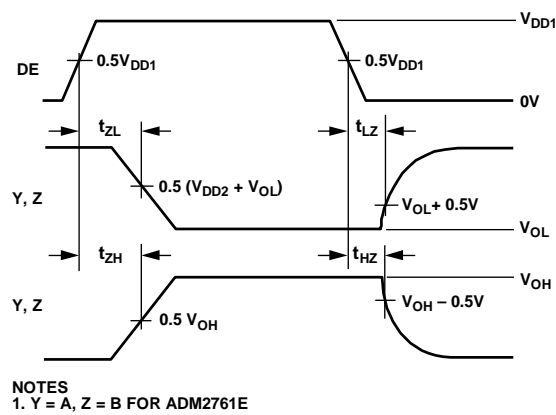 V_DD1
DE
0.5V_DD1
0.5V_DD1
0V
t_ZL
t_LZ
Y, Z
0.5 (V_DD2 + V_OL)
V_OL + 0.5V
V_OL
t_ZH
t_HZ
V_OH
Y, Z
0.5 V_OH
V_OH – 0.5V
NOTES
1. Y = A, Z = B FOR ADM2761E